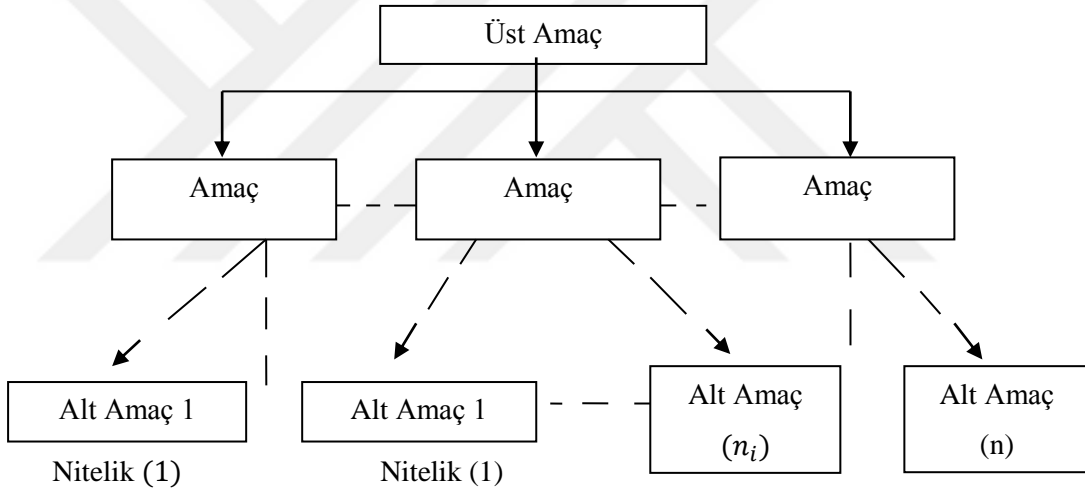 Üst Amaç
Amaç
Amaç
Amaç
Alt Amaç 1
Alt Amaç 1
Alt Amaç
(nᵢ)
Alt Amaç
(n)
Nitelik (1)
Nitelik (1)